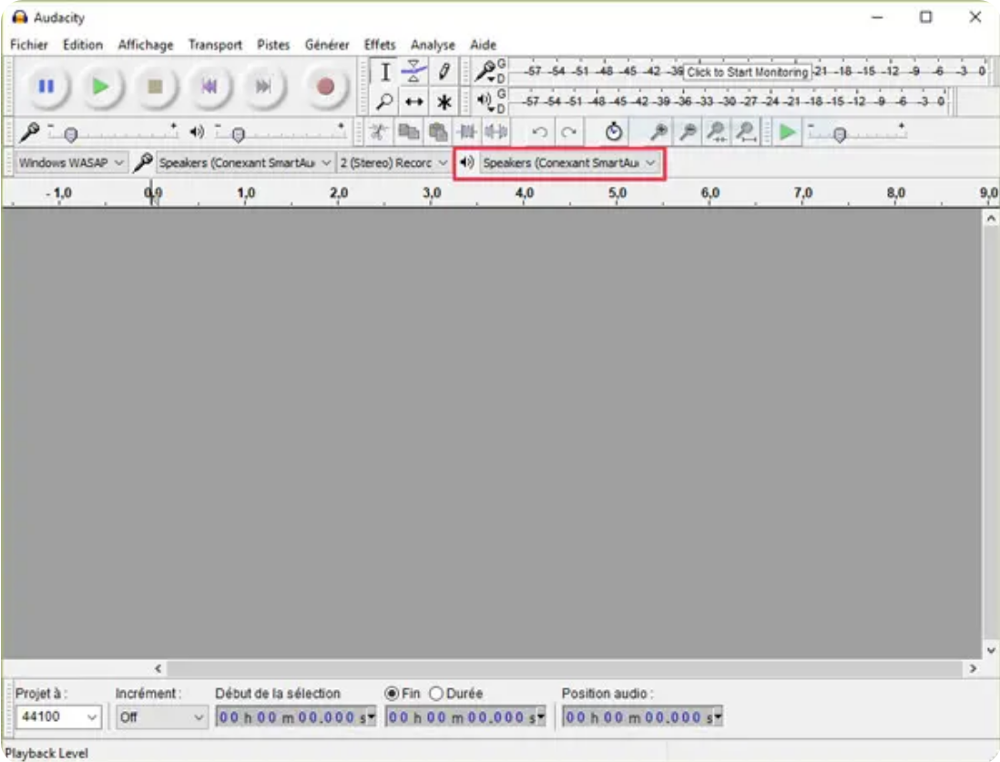 Audacity
Fichier Edition Affichage Transport Pistes Générer Effets Analyse Aide
G D -57 -54 -51 -48 -45 -42 -39 Click to Start Monitoring -21 -18 -15 -12 -9 -6 -3 0
G D -57 -54 -51 -48 -45 -42 -39 -36 -33 -30 -27 -24 -21 -18 -15 -12 -9 -6 -3 0
- + - + - +
Windows WASAP Speakers (Conexant SmartAu 2 (Stereo) Recorc Speakers (Conexant SmartAu
- 1,0 0,0 1,0 2,0 3,0 4,0 5,0 6,0 7,0 8,0 9,0
Projet à : Incrément : Début de la sélection Fin Durée Position audio :
44100 Off 00 h 00 m 00.000 s 00 h 00 m 00.000 s 00 h 00 m 00.000 s
Playback Level